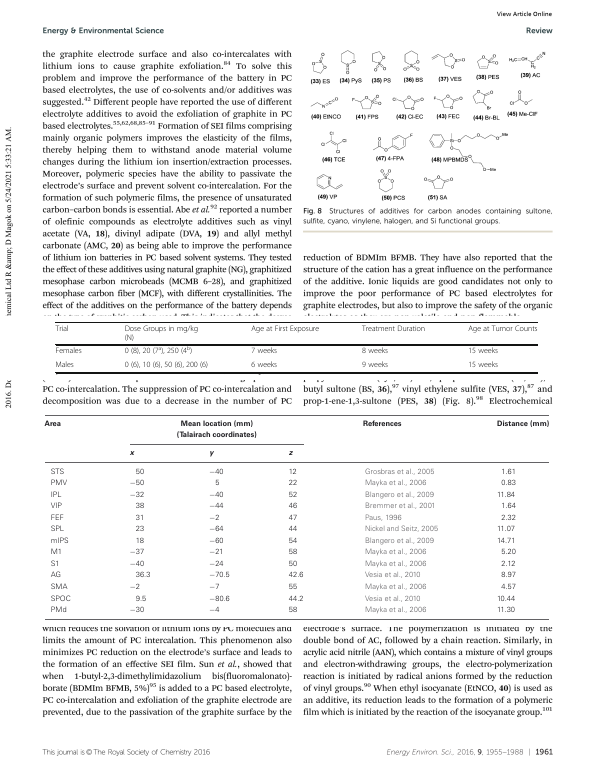 View Article Online
Energy & Environmental Science
Review
the graphite electrode surface and also co-intercalates with
lithium ions to cause graphite exfoliation.84 To solve this
problem and improve the performance of the battery in PC
based electrolytes, the use of co-solvents and/or additives was
suggested.42 Different people have reported the use of different
electrolyte additives to avoid the exfoliation of graphite in PC
based electrolytes.55,62,68,85–91 Formation of SEI films comprising
mainly organic polymers improves the elasticity of the films,
thereby helping them to withstand anode material volume
changes during the lithium ion insertion/extraction processes.
Moreover, polymeric species have the ability to passivate the
electrode's surface and prevent solvent co-intercalation. For the
formation of such polymeric films, the presence of unsaturated
carbon–carbon bonds is essential. Abe et al.92 reported a number
of olefinic compounds as electrolyte additives such as vinyl
acetate (VA, 18), divinyl adipate (DVA, 19) and allyl methyl
carbonate (AMC, 20) as being able to improve the performance
of lithium ion batteries in PC based solvent systems. They tested
the effect of these additives using natural graphite (NG), graphitized
mesophase carbon microbeads (MCMB 6–28), and graphitized
mesophase carbon fiber (MCF), with different cystallinities. The
effect of the additives on the performance of the battery depends
(33) ES
(34) PyS
(35) PS
(36) BS
(37) VES
(38) PES
(39) AC
(40) EtNCO
(41) FPS
(42) Cl-EC
(43) FEC
(44) Br-BL
(45) Me-ClF
(46) TCE
(47) 4-FPA
(48) MPBMDS
(49) VP
(50) PCS
(51) SA
Fig. 8 Structures of additives for carbon anodes containing sultone,
sulfite, cyano, vinylene, halogen, and Si functional groups.
reduction of BDMIm BFMB. They have also reported that the
structure of the cation has a great influence on the performance
of the additive. Ionic liquids are good candidates not only to
improve the poor performance of PC based electrolytes for
graphite electrodes, but also to improve the safety of the organic
Trial Dose Groups in mg/kg (N) Age at First Exposure Treatment Duration Age at Tumor Counts
Females 0 (8), 20 (7a), 250 (4b) 7 weeks 8 weeks 15 weeks
Males 0 (6), 10 (6), 50 (6), 200 (6) 6 weeks 9 weeks 15 weeks
PC co-intercalation. The suppression of PC co-intercalation and
decomposition was due to a decrease in the number of PC
butyl sultone (BS, 36),97 vinyl ethylene sulfite (VES, 37),87 and
prop-1-ene-1,3-sultone (PES, 38) (Fig. 8).98 Electrochemical
Area Mean location (mm) References Distance (mm)
(Talairach coordinates)
x y z
STS 50 −40 12 Grosbras et al., 2005 1.61
PMV −50 5 22 Mayka et al., 2006 0.83
IPL −32 −40 52 Blangero et al., 2009 11.84
VIP 38 −44 46 Bremmer et al., 2001 1.64
FEF 31 −2 47 Paus, 1996 2.32
SPL 23 −64 44 Nickel and Seitz, 2005 11.07
mIPS 18 −60 54 Blangero et al., 2009 14.71
M1 −37 −21 58 Mayka et al., 2006 5.20
S1 −40 −24 50 Mayka et al., 2006 2.12
AG 36.3 −70.5 42.6 Vesia et al., 2010 8.97
SMA −2 −7 55 Mayka et al., 2006 4.57
SPOC 9.5 −80.6 44.2 Vesia et al., 2010 10.44
PMd −30 −4 58 Mayka et al., 2006 11.30
which reduces the solvation of lithium ions by PC molecules and
limits the amount of PC intercalation. This phenomenon also
minimizes PC reduction on the electrode's surface and leads to
the formation of an effective SEI film. Sun et al., showed that
when 1-butyl-2,3-dimethylimidazolium bis(fluoromalonato)-
borate (BDMIm BFMB, 5%)95 is added to a PC based electrolyte,
PC co-intercalation and exfoliation of the graphite electrode are
prevented, due to the passivation of the graphite surface by the
electrode's surface. The polymerization is initiated by the
double bond of AC, followed by a chain reaction. Similarly, in
acrylic acid nitrile (AAN), which contains a mixture of vinyl groups
and electron-withdrawing groups, the electro-polymerization
reaction is initiated by radical anions formed by the reduction
of vinyl groups.90 When ethyl isocyanate (EtNCO, 40) is used as
an additive, its reduction leads to the formation of a polymeric
film which is initiated by the reaction of the isocyanate group.101
This journal is © The Royal Society of Chemistry 2016
Energy Environ. Sci., 2016, 9, 1955–1988 | 1961
temical Ltd R &amp; D Magak on 5/24/2021 5:33:21 AM.
2016. Dc